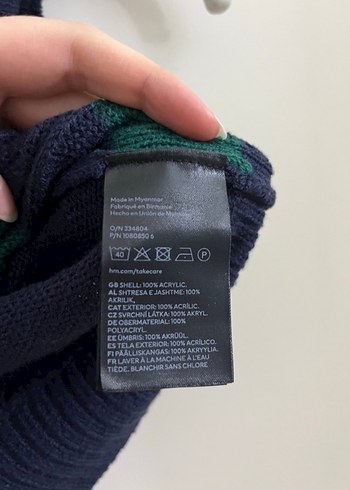 Made in Myanmar
Fabriqué en Birmanie
Hecho en Unión de Myanmar
O/N 234804
P/N 1080850 6
40 P
hm.com/takecare
GB SHELL: 100% ACRYLIC.
AL SHTRESA E JASHTME: 100%
AKRILIK,
CAT EXTERIOR: 100% ACRÍLIC.
CZ SVRCHNÍ LÁTKA: 100% AKRYL.
DE OBERMATERIAL: 100%
POLYACRYL.
EE ÜMBRIS: 100% AKRÜÜL.
ES TELA EXTERIOR: 100% ACRÍLICO.
FI PÄÄLLISKANGAS: 100% AKRYYLIA.
FR LAVER À LA MACHINE À L'EAU
TIÈDE. BLANCHIR SANS CHLORE